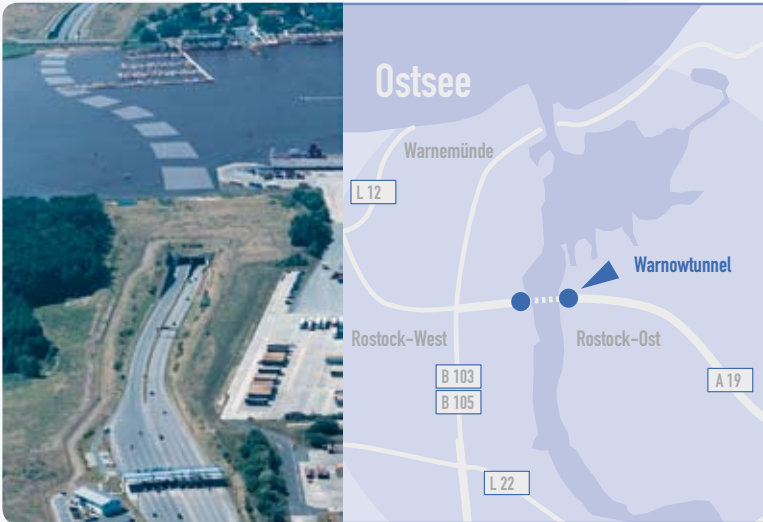 Ostsee
Warnemünde
L 12
Warnowtunnel
Rostock-West
Rostock-Ost
B 103
A 19
B 105
L 22